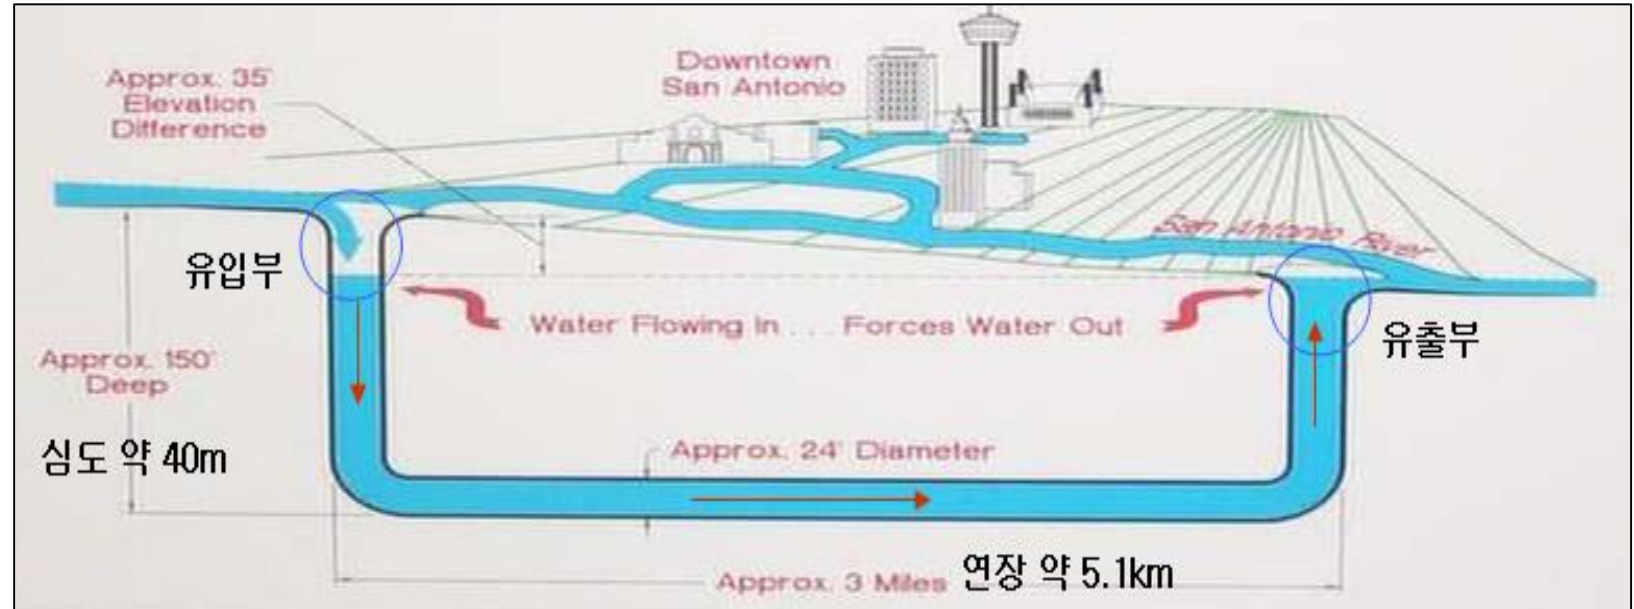 Approx. 35'
Elevation
Difference
Downtown
San Antonio
San Antonio River
유입부
Water Flowing In . . . Forces Water Out
유출부
Approx. 150'
Deep
심도 약 40m
Approx. 24' Diameter
Approx. 3 Miles
연장 약 5.1km